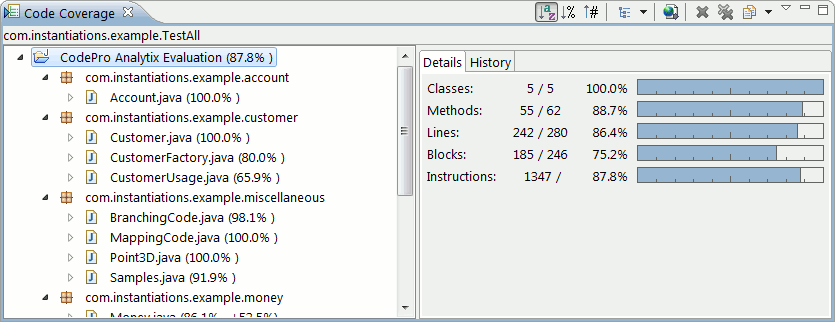 Code Coverage
com.instantiations.example.TestAll
CodePro Analytix Evaluation (87.8% )
com.instantiations.example.account
Account.java (100.0% )
com.instantiations.example.customer
Customer.java (100.0% )
CustomerFactory.java (80.0% )
CustomerUsage.java (65.9% )
com.instantiations.example.miscellaneous
BranchingCode.java (98.1% )
MappingCode.java (100.0% )
Point3D.java (100.0% )
Samples.java (91.9% )
com.instantiations.example.money
Details History
Classes: 5 / 5 100.0%
Methods: 55 / 62 88.7%
Lines: 242 / 280 86.4%
Blocks: 185 / 246 75.2%
Instructions: 1347 / 87.8%